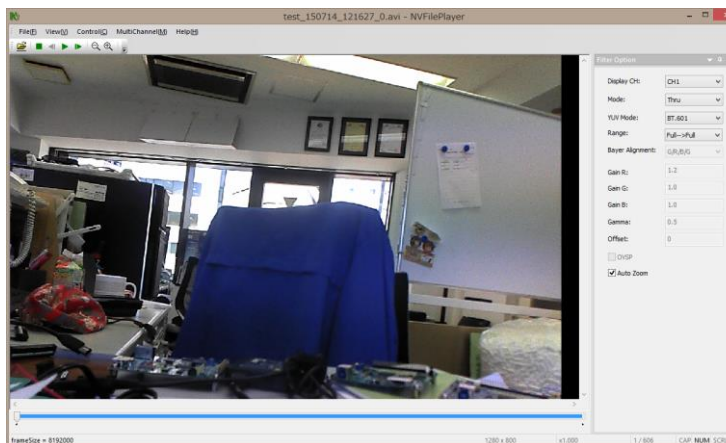 test_150714_121627_0.avi - NVFilePlayer
File(F) View(V) Control(C) MultiChannel(M) Help(H)
Filter Option
Display CH: CH1
Mode: Thru
YUV Mode: BT.601
Range: Full-->Full
Bayer Alignment: G/R/B/G
Gain R: 1.2
Gain G: 1.0
Gain B: 1.0
Gamma: 0.5
Offset: 0
OVSP
Auto Zoom
frameSize = 8192000 1280 x 800 x1.000 1 / 606 CAP NUM SCR